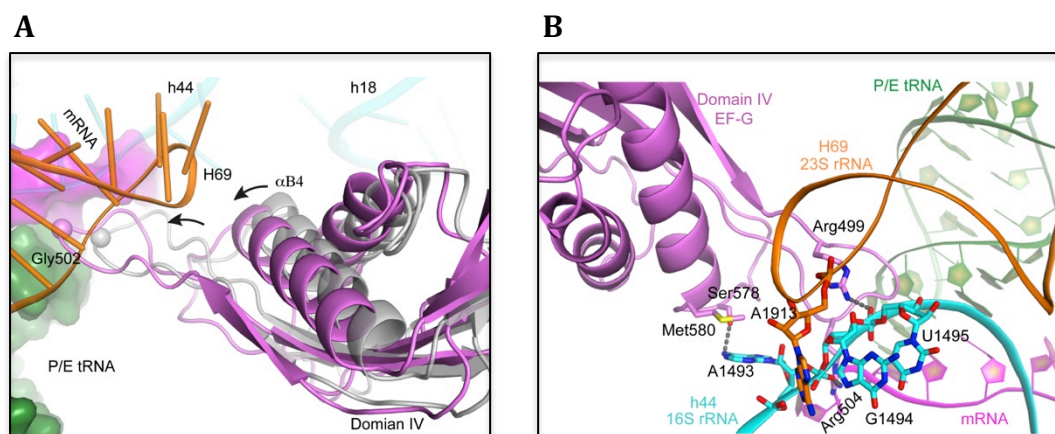 A
h44
h18
mRNA
H69
αB4
Gly502
P/E tRNA
Domian IV
B
P/E tRNA
Domain IV
EF-G
H69
23S rRNA
Arg499
Ser578
A1913
Met580
U1495
A1493
Arg504
G1494
h44
16S rRNA
mRNA